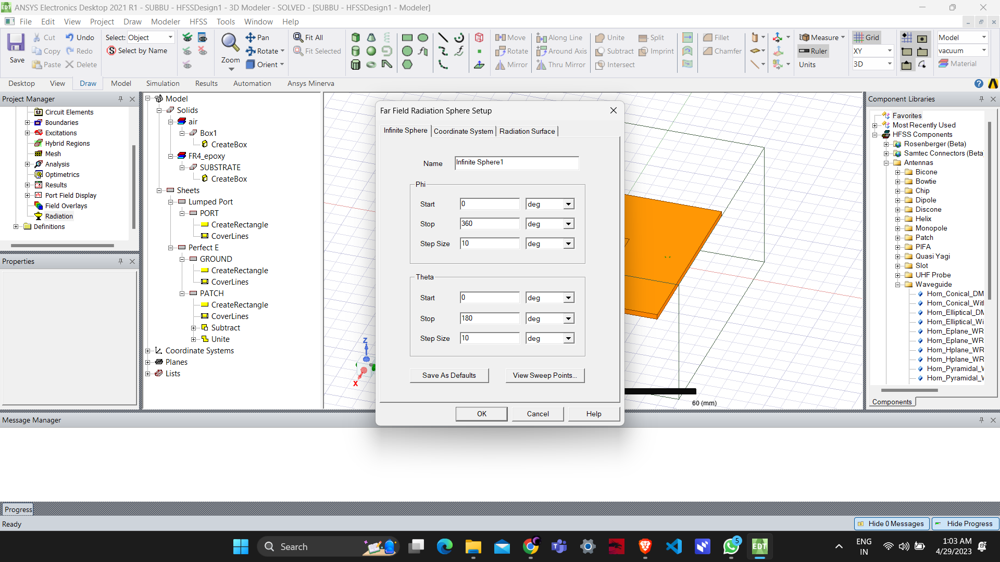 ANSYS Electronics Desktop 2021 R1 - SUBBU - HFSSDesign1 - 3D Modeler - SOLVED - [SUBBU - HFSSDesign1 - Modeler]
File Edit View Project Draw Modeler HFSS Tools Window Help
Save
Cut
Copy
Paste
Undo
Redo
Delete
Select: Object
Select by Name
Zoom
Pan
Rotate
Orient
Fit All
Fit Selected
Move
Rotate
Mirror
Along Line
Around Axis
Thru Mirror
Unite
Subtract
Intersect
Split
Imprint
Fillet
Chamfer
Measure
Ruler
Units
Grid
XY
3D
Model
vacuum
Material
Desktop View Draw Model Simulation Results Automation Ansys Minerva
Project Manager
Circuit Elements
Boundaries
Excitations
Hybrid Regions
Mesh
Analysis
Optimetrics
Results
Port Field Display
Field Overlays
Radiation
Definitions
Properties
Model
Solids
air
Box1
CreateBox
FR4_epoxy
SUBSTRATE
CreateBox
Sheets
Lumped Port
PORT
CreateRectangle
CoverLines
Perfect E
GROUND
CreateRectangle
CoverLines
PATCH
CreateRectangle
CoverLines
Subtract
Unite
Coordinate Systems
Planes
Lists
Z
X
60 (mm)
Far Field Radiation Sphere Setup
Infinite Sphere Coordinate System Radiation Surface
Name Infinite Sphere1
Phi
Start 0 deg
Stop 360 deg
Step Size 10 deg
Theta
Start 0 deg
Stop 180 deg
Step Size 10 deg
Save As Defaults View Sweep Points...
OK Cancel Help
Component Libraries
Favorites
Most Recently Used
HFSS Components
Rosenberger (Beta)
Samtec Connectors (Beta
Antennas
Bicone
Bowtie
Chip
Dipole
Discone
Helix
Monopole
Patch
PIFA
Quasi Yagi
Slot
UHF Probe
Waveguide
Horn_Conical_DM
Horn_Conical_Wit
Horn_Elliptical_DM
Horn_Elliptical_Wi
Horn_Eplane_WR
Horn_Eplane_WR
Horn_Hplane_WR
Horn_Hplane_WR
Horn_Pyramidal_V
Horn_Pyramidal_V
Components
Message Manager
Progress
Ready
Hide 0 Messages Hide Progress
Search
5
EDT
ENG
IN
1:03 AM
4/29/2023